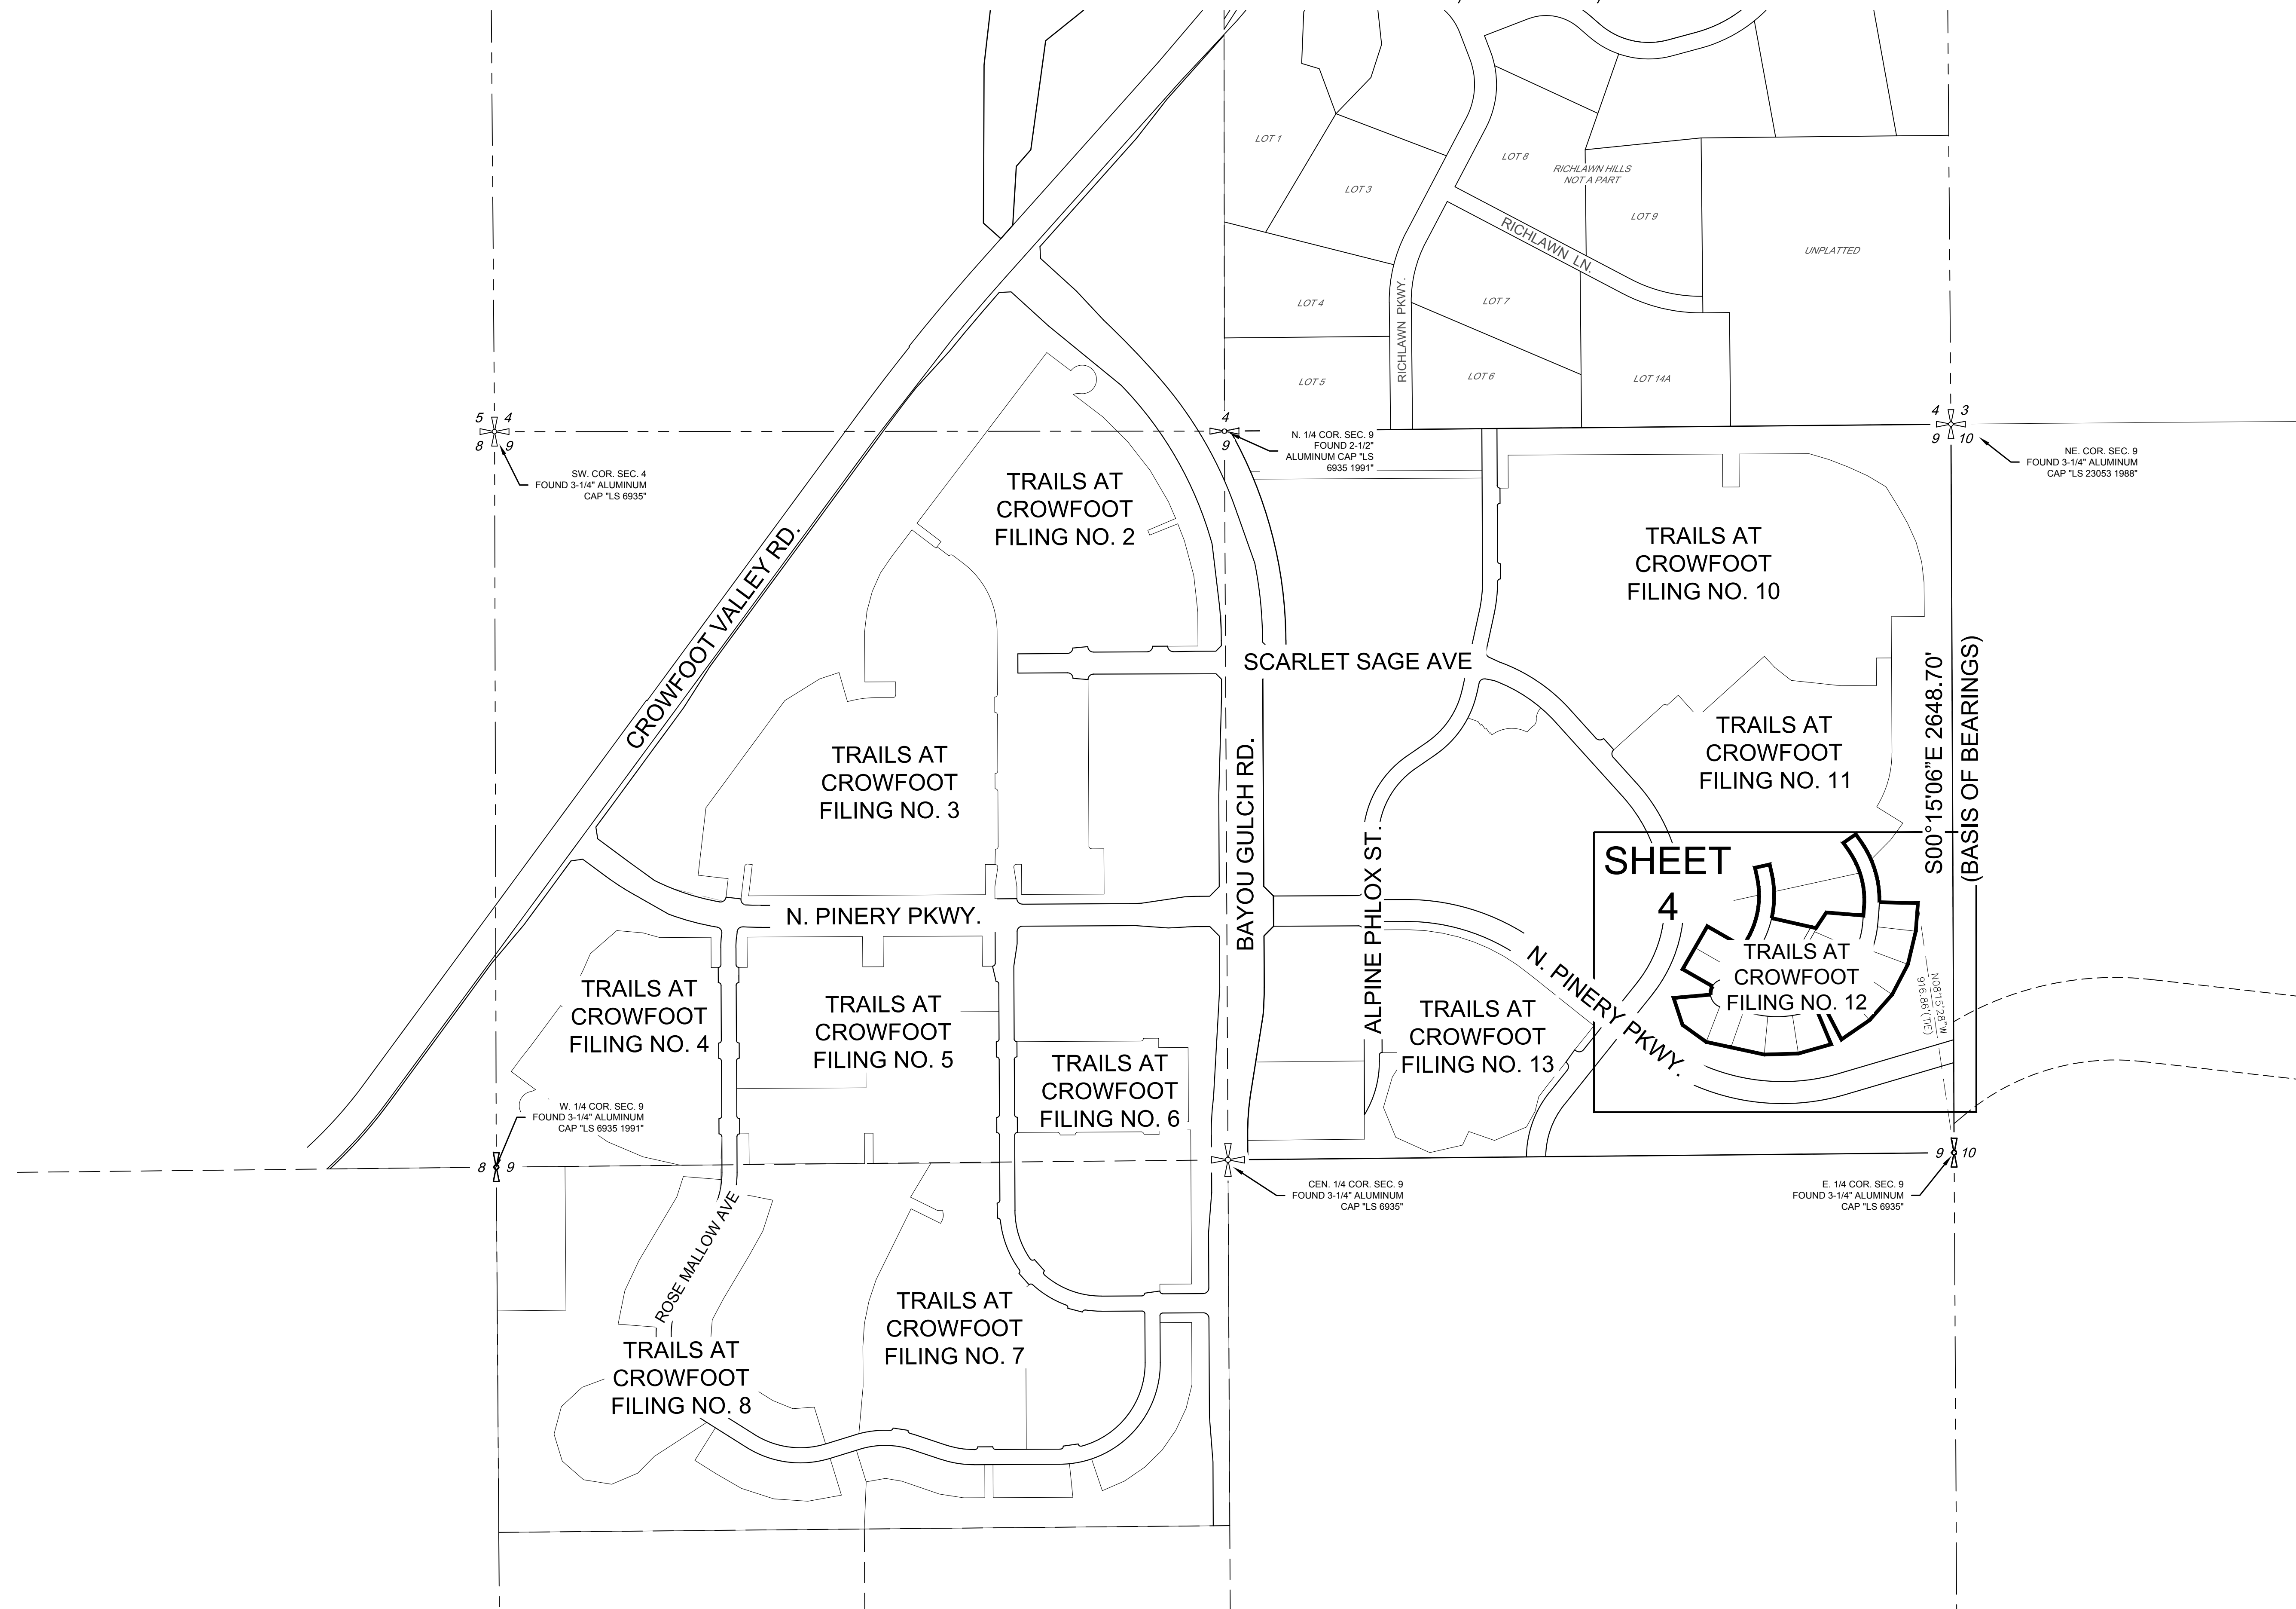 LOT 1
LOT 3
LOT 8
RICHLAWN HILLS
NOT A PART
LOT 9
RICHLAWN LN.
UNPLATTED
LOT 4
LOT 7
RICHLAWN PKWY.
LOT 5
LOT 6
LOT 14A
5 4
8 9
SW. COR. SEC. 4
FOUND 3-1/4" ALUMINUM
CAP "LS 6935"
4
9
N. 1/4 COR. SEC. 9
FOUND 2-1/2"
ALUMINUM CAP "LS
6935 1991"
4 3
9 10
NE. COR. SEC. 9
FOUND 3-1/4" ALUMINUM
CAP "LS 23053 1988"
TRAILS AT
CROWFOOT
FILING NO. 2
TRAILS AT
CROWFOOT
FILING NO. 10
CROWFOOT VALLEY RD.
SCARLET SAGE AVE
S00°15'06"E 2648.70'
(BASIS OF BEARINGS)
TRAILS AT
CROWFOOT
FILING NO. 3
TRAILS AT
CROWFOOT
FILING NO. 11
BAYOU GULCH RD.
ALPINE PHLOX ST.
SHEET
4
N. PINERY PKWY.
N. PINERY PKWY.
TRAILS AT
CROWFOOT
FILING NO. 12
N08°15'28"W
916.86'(TIE)
TRAILS AT
CROWFOOT
FILING NO. 4
TRAILS AT
CROWFOOT
FILING NO. 5
TRAILS AT
CROWFOOT
FILING NO. 6
TRAILS AT
CROWFOOT
FILING NO. 13
W. 1/4 COR. SEC. 9
FOUND 3-1/4" ALUMINUM
CAP "LS 6935 1991"
8 9
9 10
CEN. 1/4 COR. SEC. 9
FOUND 3-1/4" ALUMINUM
CAP "LS 6935"
E. 1/4 COR. SEC. 9
FOUND 3-1/4" ALUMINUM
CAP "LS 6935"
ROSE MALLOW AVE
TRAILS AT
CROWFOOT
FILING NO. 7
TRAILS AT
CROWFOOT
FILING NO. 8